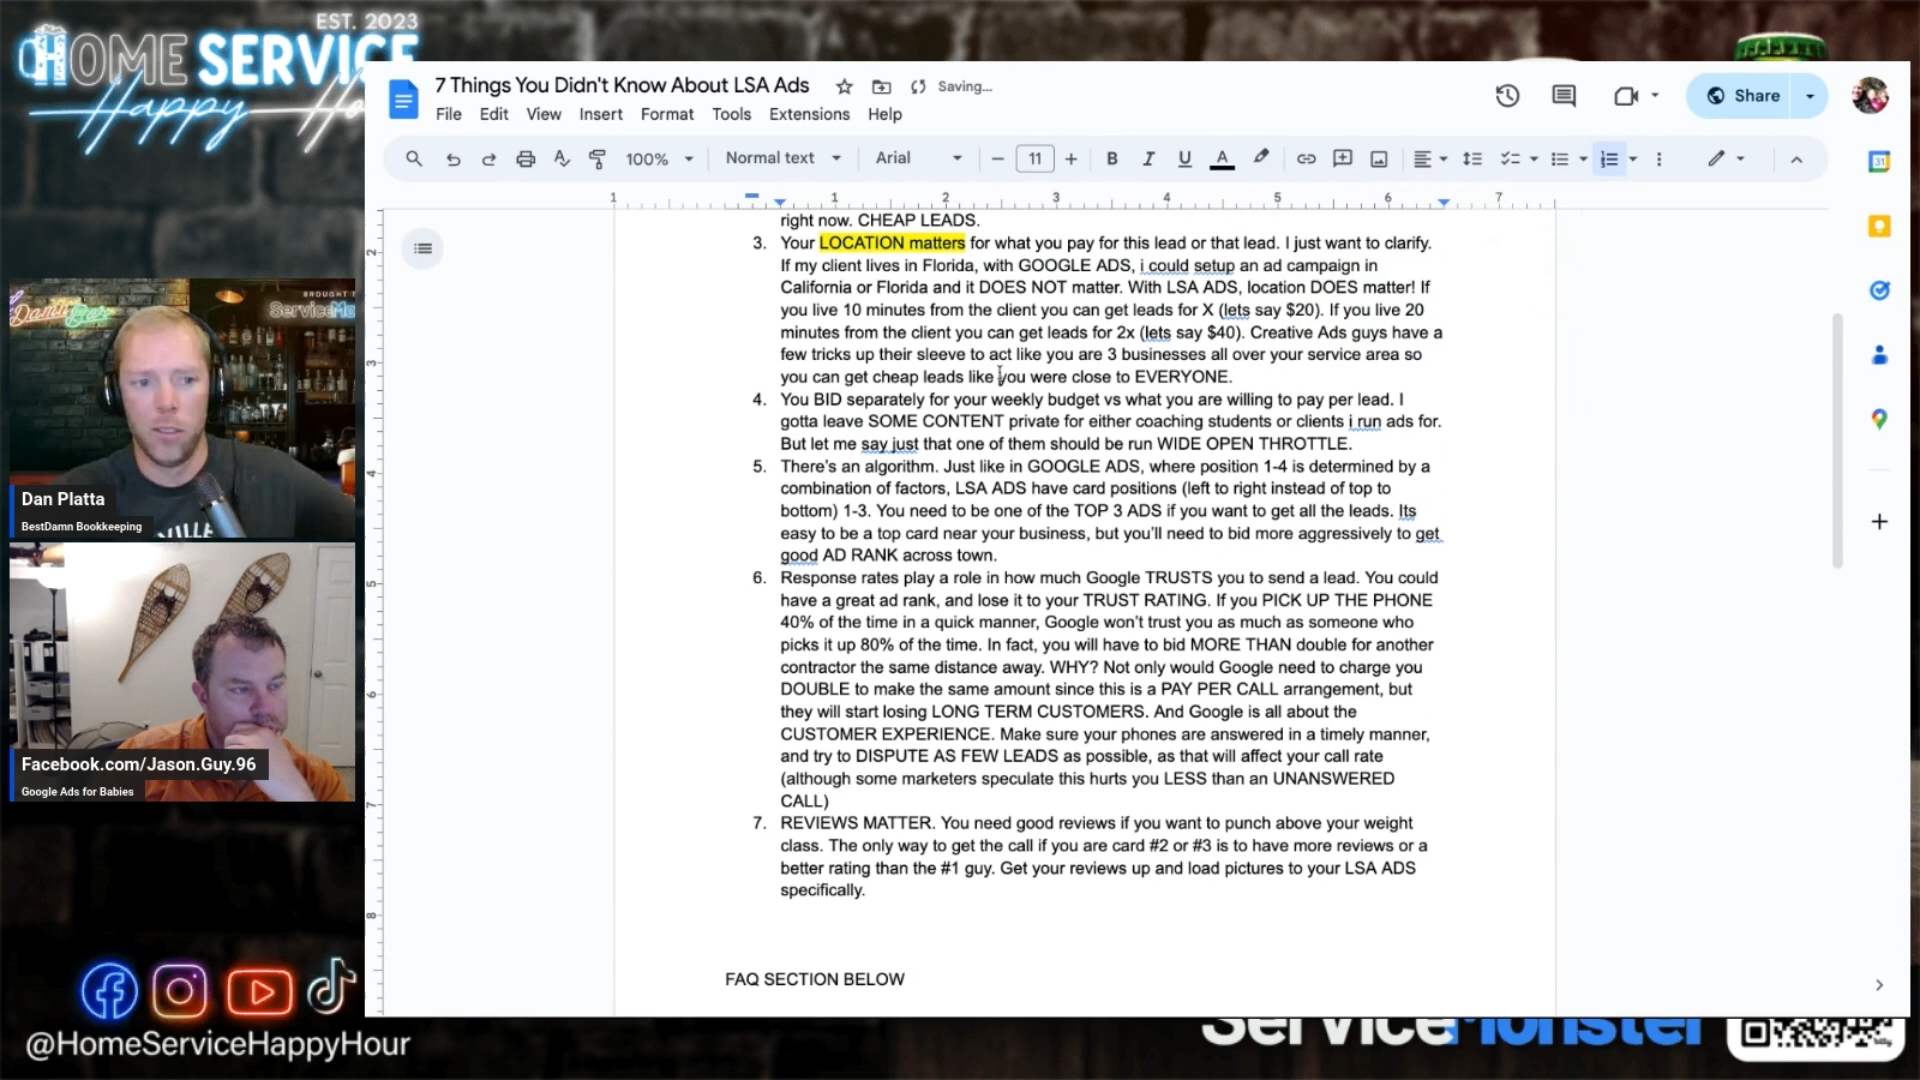 EST. 2023
HOME SERVICE
Happy Ho
7 Things You Didn't Know About LSA Ads
Saving...
File Edit View Insert Format Tools Extensions Help
Share
100% Normal text Arial 11
B I U A
1 1 2 3 4 5 6 7
31
right now. CHEAP LEADS.
3. Your LOCATION matters for what you pay for this lead or that lead. I just want to clarify.
If my client lives in Florida, with GOOGLE ADS, i could setup an ad campaign in
California or Florida and it DOES NOT matter. With LSA ADS, location DOES matter! If
you live 10 minutes from the client you can get leads for X (lets say $20). If you live 20
minutes from the client you can get leads for 2x (lets say $40). Creative Ads guys have a
few tricks up their sleeve to act like you are 3 businesses all over your service area so
you can get cheap leads like you were close to EVERYONE.
4. You BID separately for your weekly budget vs what you are willing to pay per lead. I
gotta leave SOME CONTENT private for either coaching students or clients i run ads for.
But let me say just that one of them should be run WIDE OPEN THROTTLE.
5. There's an algorithm. Just like in GOOGLE ADS, where position 1-4 is determined by a
combination of factors, LSA ADS have card positions (left to right instead of top to
bottom) 1-3. You need to be one of the TOP 3 ADS if you want to get all the leads. Its
easy to be a top card near your business, but you'll need to bid more aggressively to get
good AD RANK across town.
6. Response rates play a role in how much Google TRUSTS you to send a lead. You could
have a great ad rank, and lose it to your TRUST RATING. If you PICK UP THE PHONE
40% of the time in a quick manner, Google won't trust you as much as someone who
picks it up 80% of the time. In fact, you will have to bid MORE THAN double for another
contractor the same distance away. WHY? Not only would Google need to charge you
DOUBLE to make the same amount since this is a PAY PER CALL arrangement, but
they will start losing LONG TERM CUSTOMERS. And Google is all about the
CUSTOMER EXPERIENCE. Make sure your phones are answered in a timely manner,
and try to DISPUTE AS FEW LEADS as possible, as that will affect your call rate
(although some marketers speculate this hurts you LESS than an UNANSWERED
CALL)
7. REVIEWS MATTER. You need good reviews if you want to punch above your weight
class. The only way to get the call if you are card #2 or #3 is to have more reviews or a
better rating than the #1 guy. Get your reviews up and load pictures to your LSA ADS
specifically.
FAQ SECTION BELOW
2
3
4
5
6
7
8
BROUGHT
ServiceMo
Damn
Dan Platta
BestDamn Bookkeeping
VILLE
Facebook.com/Jason.Guy.96
Google Ads for Babies
@HomeServiceHappyHour
ServiceMonster
bitly